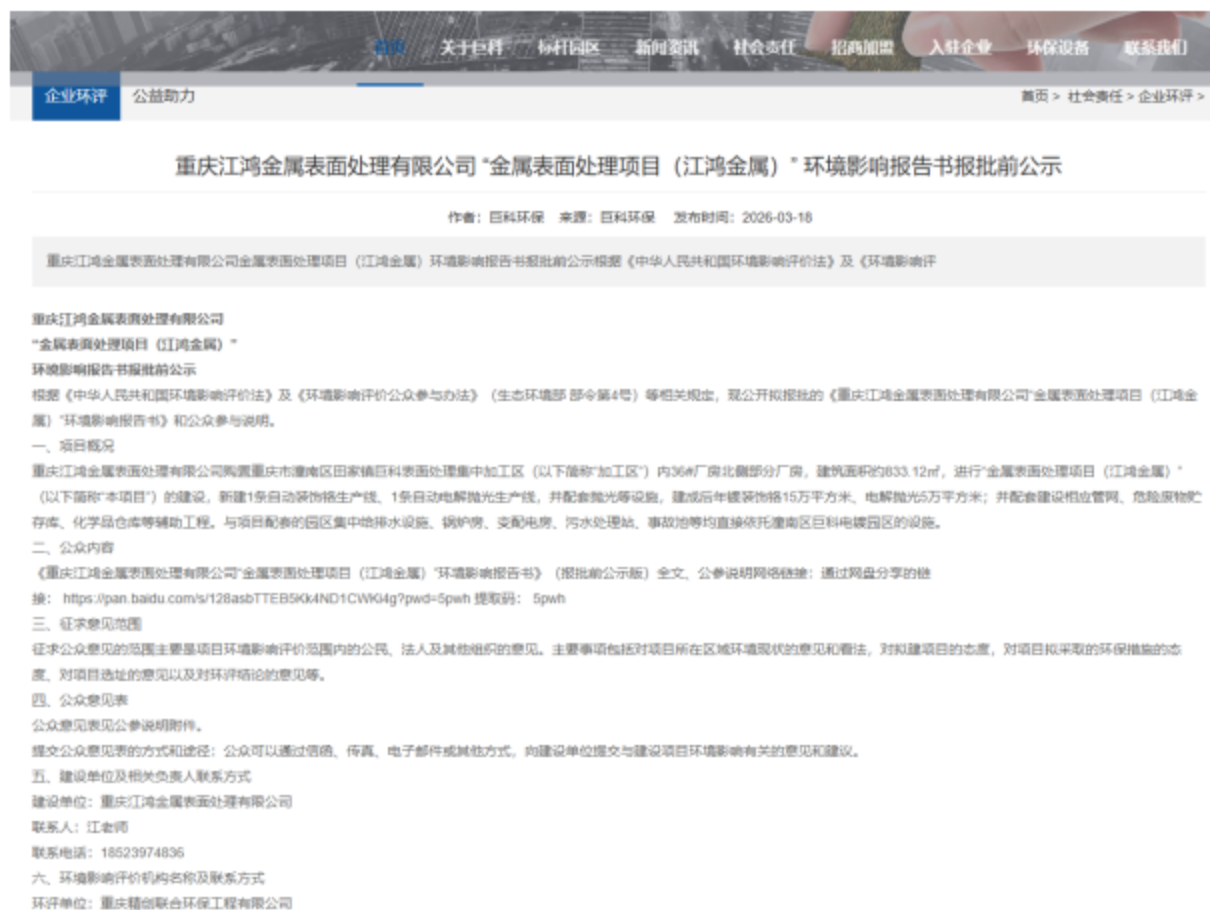 首页 关于巨科 标杆园区 新闻资讯 社会责任 招商加盟 入驻企业 环保设备 联系我们
企业环评 公益助力 首页 > 社会责任 > 企业环评 >
重庆江鸿金属表面处理有限公司 “金属表面处理项目（江鸿金属）” 环境影响报告书报批前公示
作者：巨科环保 来源：巨科环保 发布时间：2026-03-18
重庆江鸿金属表面处理有限公司金属表面处理项目（江鸿金属）环境影响报告书报批前公示根据《中华人民共和国环境影响评价法》及《环境影响评
重庆江鸿金属表面处理有限公司
“金属表面处理项目（江鸿金属）”
环境影响报告书报批前公示
根据《中华人民共和国环境影响评价法》及《环境影响评价公众参与办法》（生态环境部 部令第4号）等相关规定，现公开拟报批的《重庆江鸿金属表面处理有限公司“金属表面处理项目（江鸿金
属）”环境影响报告书》和公众参与说明。
一、项目概况
重庆江鸿金属表面处理有限公司购置重庆市潼南区田家镇巨科表面处理集中加工区（以下简称“加工区”）内36#厂房北侧部分厂房，建筑面积约833.12㎡，进行“金属表面处理项目（江鸿金属）”
（以下简称“本项目”）的建设，新建1条自动装饰铬生产线、1条自动电解抛光生产线，并配套抛光等设施，建成后年镀装饰铬15万平方米、电解抛光5万平方米；并配套建设相应管网、危险废物贮
存库、化学品仓库等辅助工程。与项目配套的园区集中给排水设施、锅炉房、变配电房、污水处理站、事故池等均直接依托潼南区巨科电镀园区的设施。
二、公众内容
《重庆江鸿金属表面处理有限公司“金属表面处理项目（江鸿金属）”环境影响报告书》（报批前公示版）全文、公参说明网络链接：通过网盘分享的链
接： https://pan.baidu.com/s/128asbTTEB5Kk4ND1CWKi4g?pwd=5pwh 提取码： 5pwh
三、征求意见范围
征求公众意见的范围主要是项目环境影响评价范围内的公民、法人及其他组织的意见。主要事项包括对项目所在区域环境现状的意见和看法，对拟建项目的态度，对项目拟采取的环保措施的态
度、对项目选址的意见以及对环评结论的意见等。
四、公众意见表
公众意见表见公参说明附件。
提交公众意见表的方式和途径：公众可以通过信函、传真、电子邮件或其他方式，向建设单位提交与建设项目环境影响有关的意见和建议。
五、建设单位及相关负责人联系方式
建设单位：重庆江鸿金属表面处理有限公司
联系人：江老师
联系电话：18523974836
六、环境影响评价机构名称及联系方式
环评单位：重庆精创联合环保工程有限公司